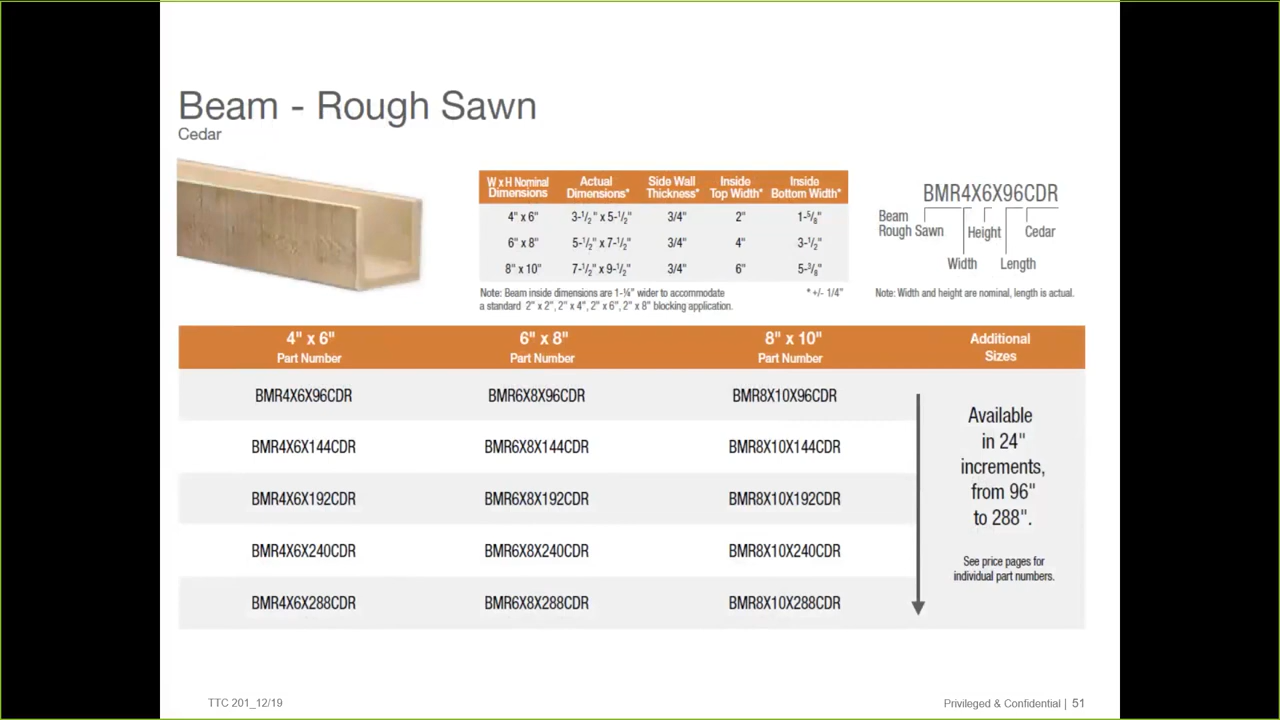 Beam - Rough Sawn
Cedar
W x H Nominal Dimensions Actual Dimensions* Side Wall Thickness* Inside Top Width* Inside Bottom Width*
4" x 6" 3-1/2" x 5-1/2" 3/4" 2" 1-5/8"
6" x 8" 5-1/2" x 7-1/2" 3/4" 4" 3-1/2"
8" x 10" 7-1/2" x 9-1/2" 3/4" 6" 5-3/8"
Note: Beam inside dimensions are 1-¼" wider to accommodate
a standard 2" x 2", 2" x 4", 2" x 6", 2" x 8" blocking application.
* +/- 1/4"
BMR4X6X96CDR
Beam
Rough Sawn
Height
Cedar
Width
Length
Note: Width and height are nominal, length is actual.
4" x 6" 6" x 8" 8" x 10" Additional
Part Number Part Number Part Number Sizes
BMR4X6X96CDR BMR6X8X96CDR BMR8X10X96CDR
BMR4X6X144CDR BMR6X8X144CDR BMR8X10X144CDR
BMR4X6X192CDR BMR6X8X192CDR BMR8X10X192CDR
BMR4X6X240CDR BMR6X8X240CDR BMR8X10X240CDR
BMR4X6X288CDR BMR6X8X288CDR BMR8X10X288CDR
Available
in 24"
increments,
from 96"
to 288".
See price pages for
individual part numbers.
TTC 201_12/19
Privileged & Confidential | 51